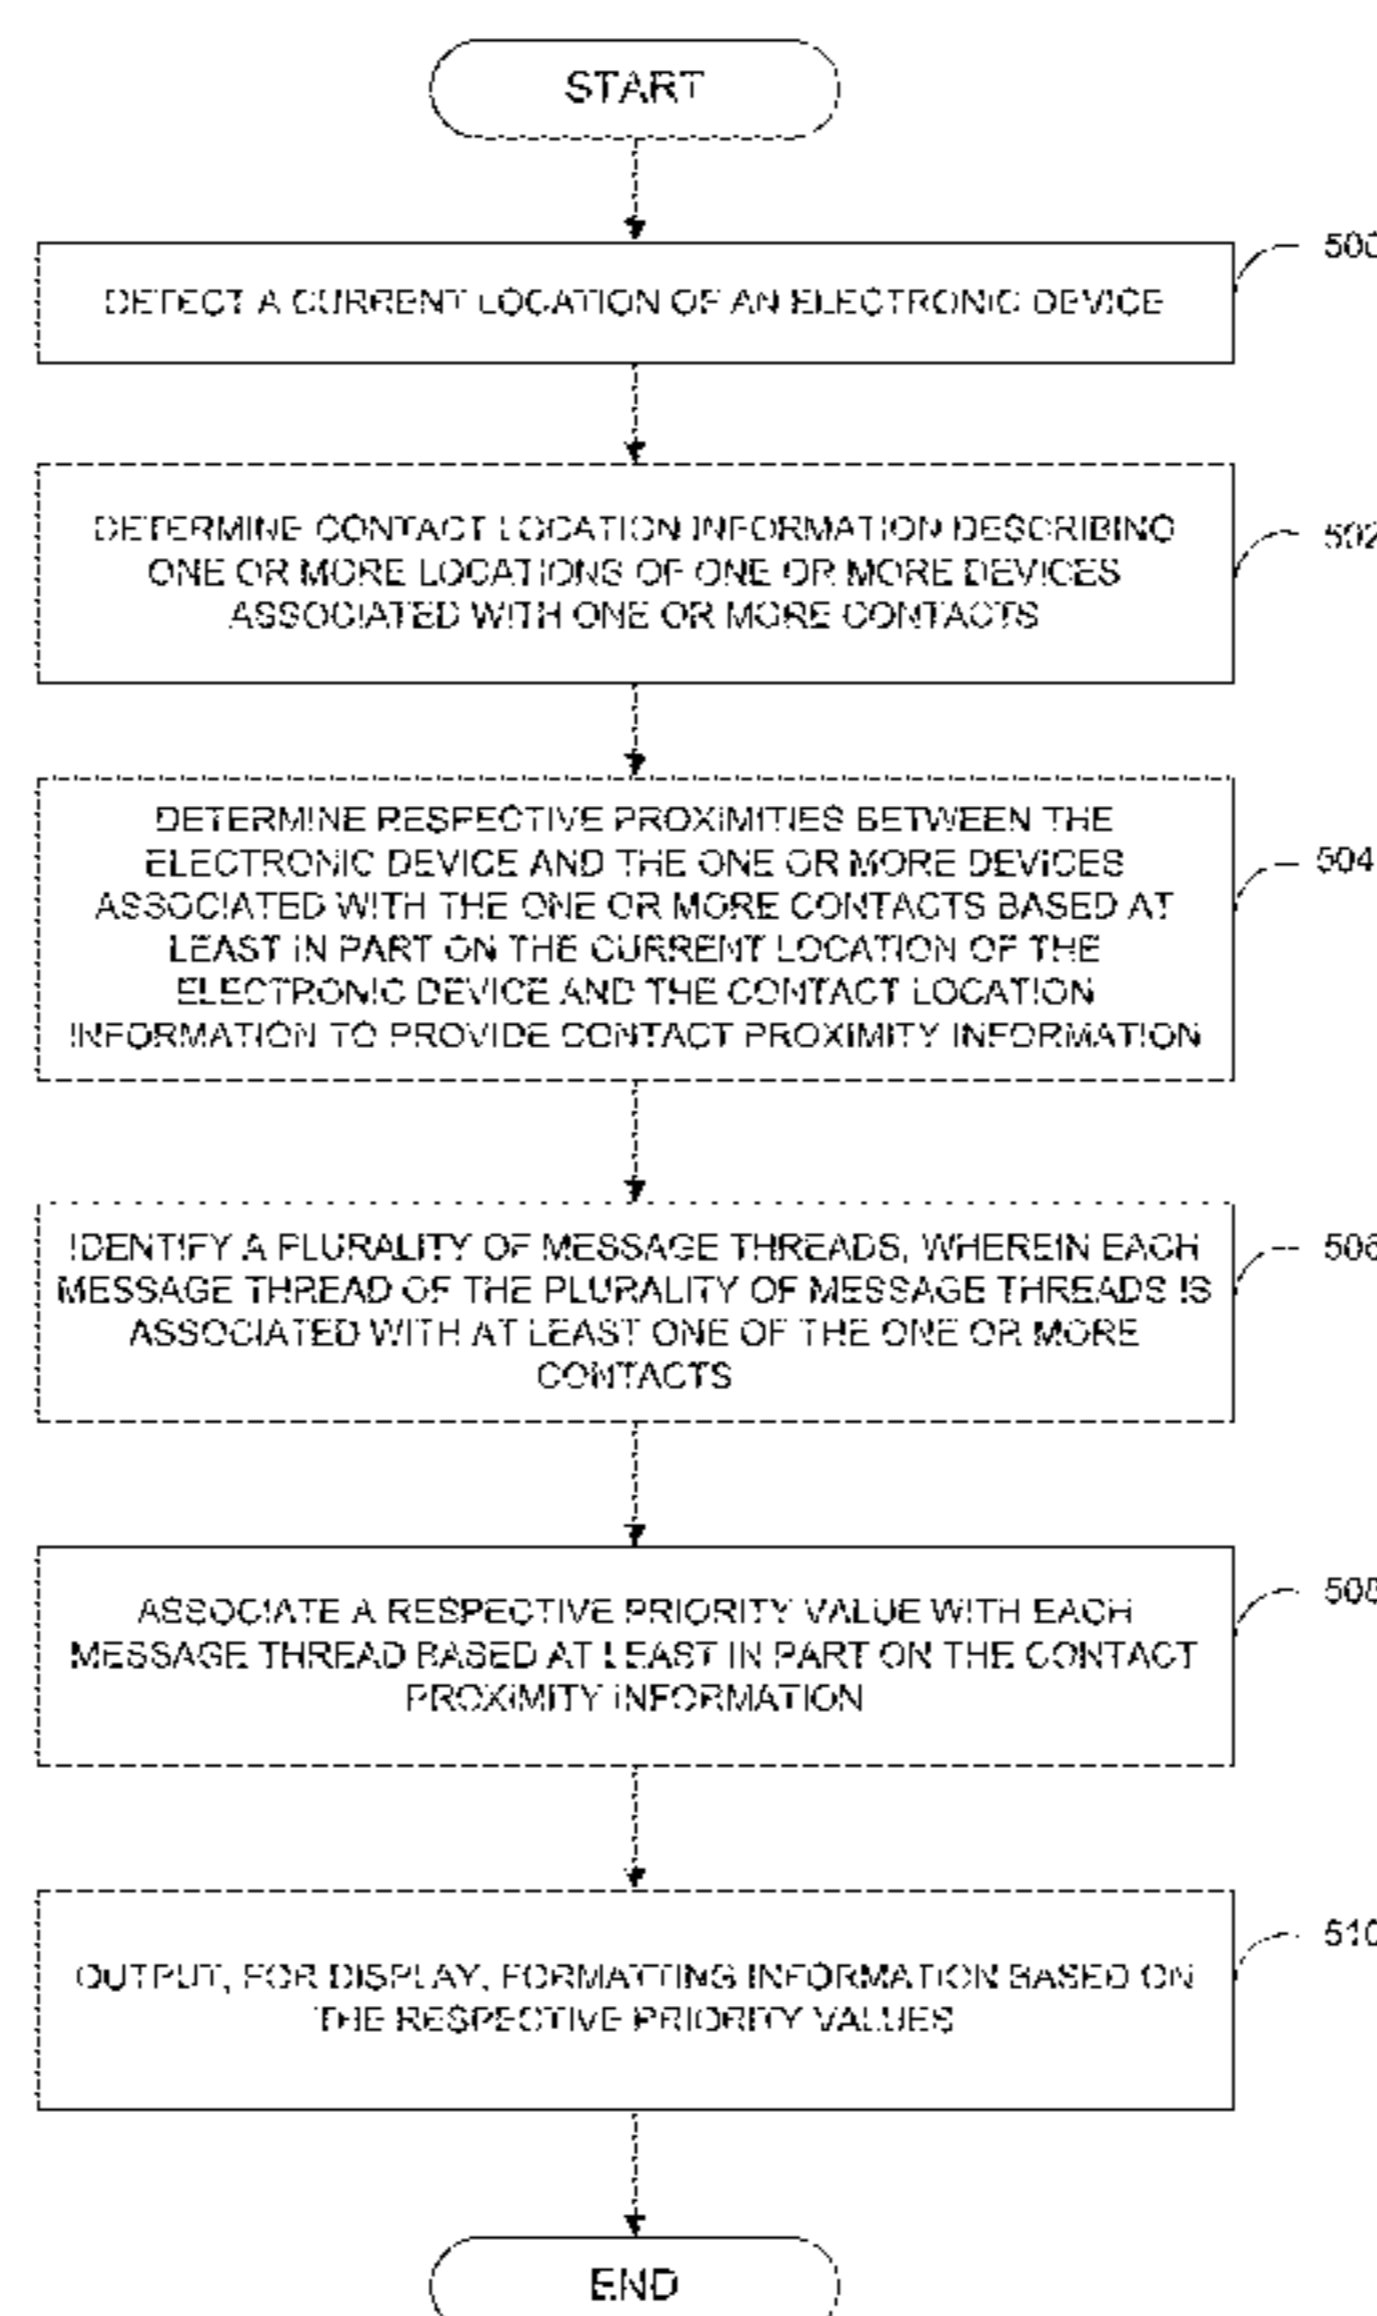 START
500
DETECT A CURRENT LOCATION OF AN ELECTRONIC DEVICE
502
DETERMINE CONTACT LOCATION INFORMATION DESCRIBING
ONE OR MORE LOCATIONS OF ONE OR MORE DEVICES
ASSOCIATED WITH ONE OR MORE CONTACTS
504
DETERMINE RESPECTIVE PROXIMITIES BETWEEN THE
ELECTRONIC DEVICE AND THE ONE OR MORE DEVICES
ASSOCIATED WITH THE ONE OR MORE CONTACTS BASED AT
LEAST IN PART ON THE CURRENT LOCATION OF THE
ELECTRONIC DEVICE AND THE CONTACT LOCATION
INFORMATION TO PROVIDE CONTACT PROXIMITY INFORMATION
506
IDENTIFY A PLURALITY OF MESSAGE THREADS, WHEREIN EACH
MESSAGE THREAD OF THE PLURALITY OF MESSAGE THREADS IS
ASSOCIATED WITH AT LEAST ONE OF THE ONE OR MORE
CONTACTS
508
ASSOCIATE A RESPECTIVE PRIORITY VALUE WITH EACH
MESSAGE THREAD BASED AT LEAST IN PART ON THE CONTACT
PROXIMITY INFORMATION
510
OUTPUT, FOR DISPLAY, FORMATTING INFORMATION BASED ON
THE RESPECTIVE PRIORITY VALUES
END